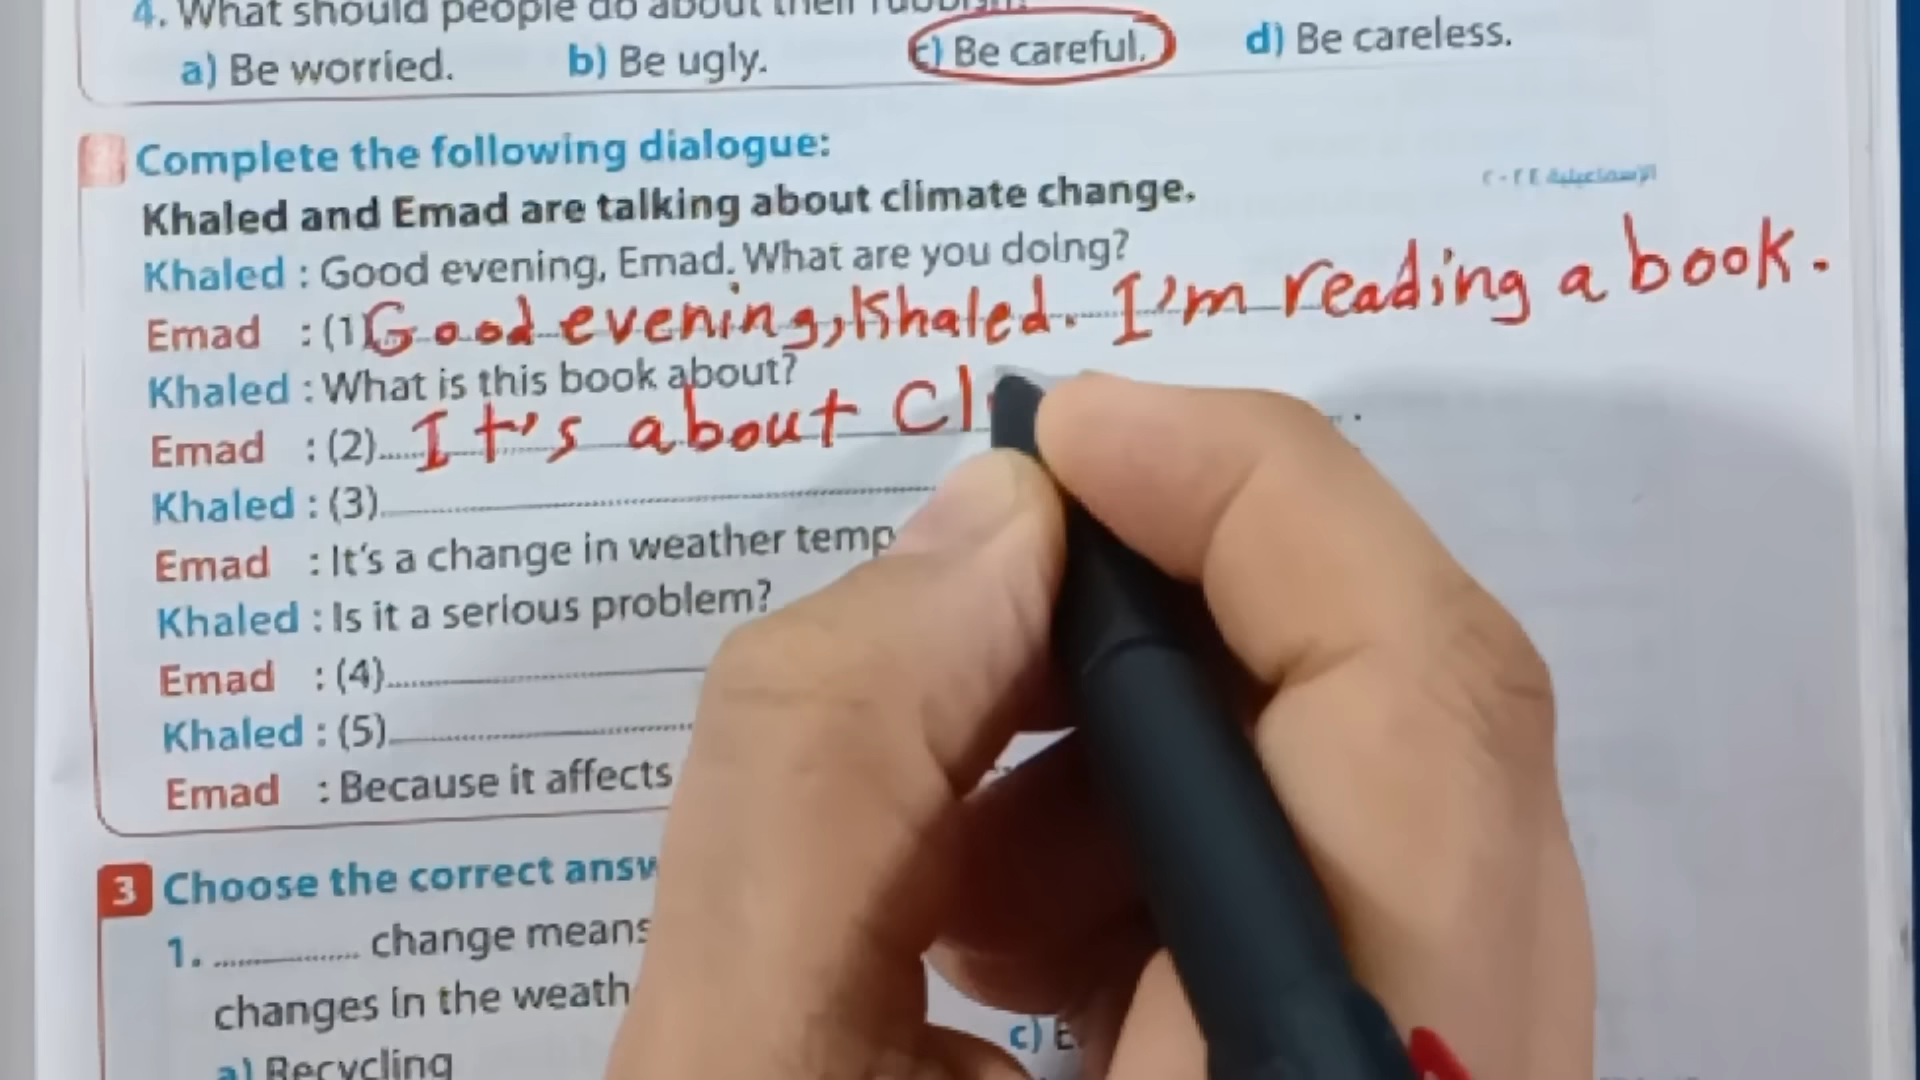 4. What should people do about their rubbish?
a) Be worried. b) Be ugly. c) Be careful. d) Be careless.
Complete the following dialogue:
الإسماعيلية ٢٠٢٤
Khaled and Emad are talking about climate change.
Khaled : Good evening, Emad. What are you doing?
Emad : (1) Good evening, Khaled. I'm reading a book.
Khaled : What is this book about?
Emad : (2) It's about
Khaled : (3)
Emad : It's a change in weather
Khaled : Is it a serious problem?
Emad : (4)
Khaled : (5)
Emad : Because it affects
3 Choose the correct
1. ............ change means
changes in the
a) Recycling c)